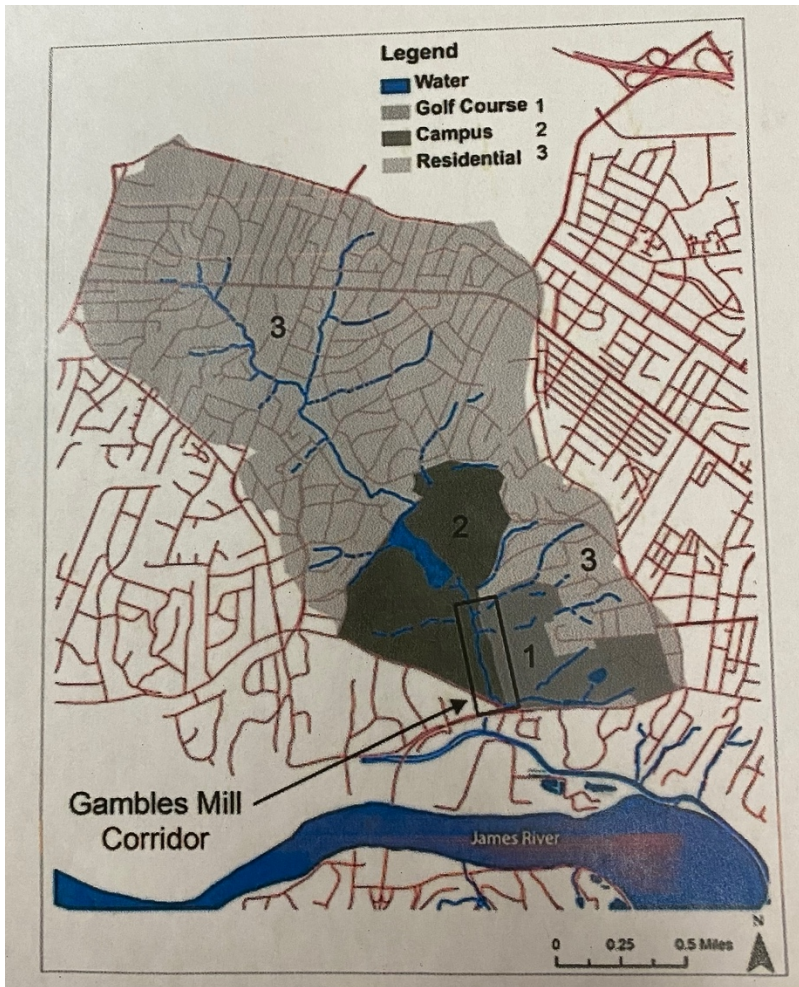 Legend
Water
Golf Course 1
Campus 2
Residential 3
3
2
3
1
Gambles Mill
Corridor
James River
N
0 0.25 0.5 Miles